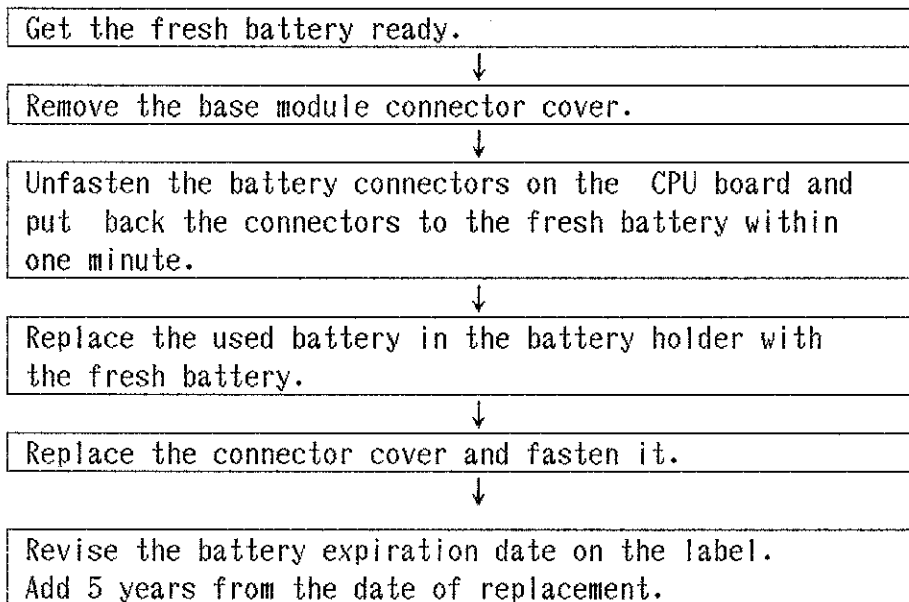 Get the fresh battery ready.
↓
Remove the base module connector cover.
↓
Unfasten the battery connectors on the CPU board and
put back the connectors to the fresh battery within
one minute.
↓
Replace the used battery in the battery holder with
the fresh battery.
↓
Replace the connector cover and fasten it.
↓
Revise the battery expiration date on the label.
Add 5 years from the date of replacement.